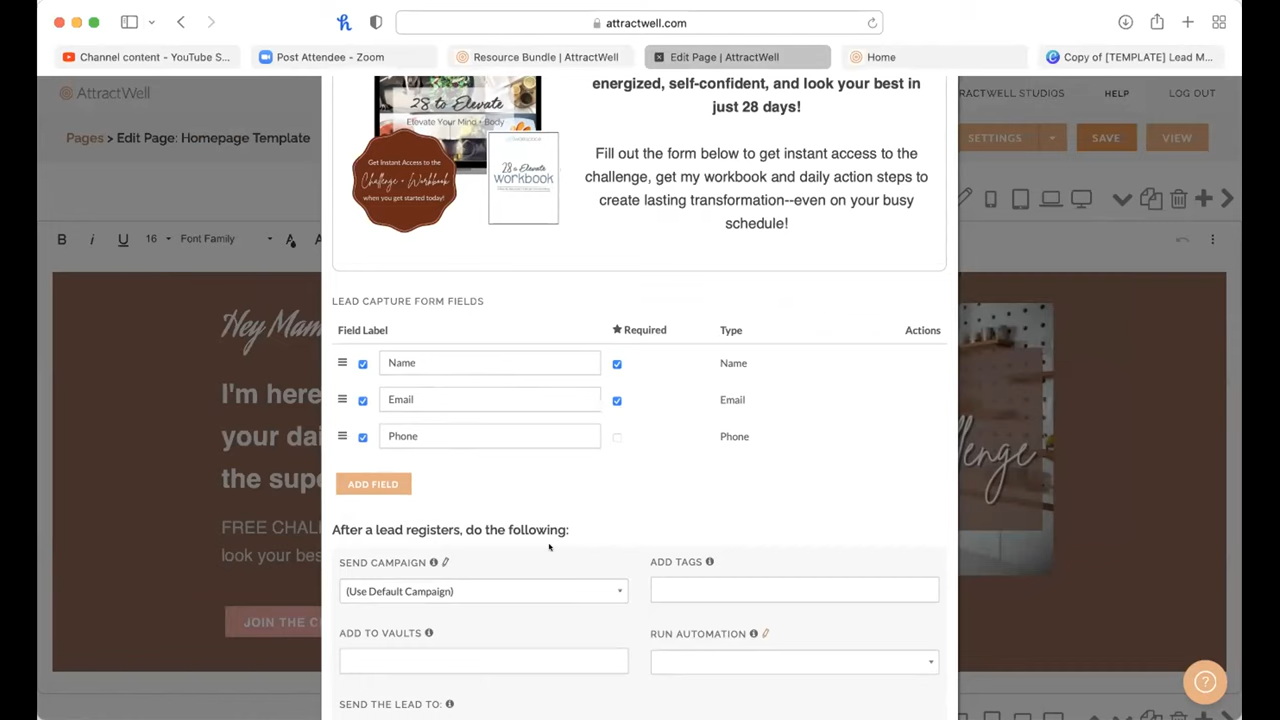 attractwell.com
Channel content - YouTube S...
Post Attendee - Zoom
Resource Bundle | AttractWell
Edit Page | AttractWell
Home
Copy of [TEMPLATE] Lead M...
AttractWell
ATTRACTWELL STUDIOS
HELP
LOG OUT
Pages > Edit Page: Homepage Template
SETTINGS
SAVE
VIEW
28 to Elevate
Elevate Your Mind + Body
Get Instant Access to the
Challenge + Workbook
when you get started today!
28 to Elevate
WORKBOOK
energized, self-confident, and look your best in
just 28 days!
Fill out the form below to get instant access to the
challenge, get my workbook and daily action steps to
create lasting transformation--even on your busy
schedule!
B i U 16 Font Family A
Hey Mam
I'm here
your dai
the supe
FREE CHAL
look your bes
JOIN THE C
LEAD CAPTURE FORM FIELDS
Field Label
Required
Type
Actions
Name
Name
Email
Email
Phone
Phone
ADD FIELD
After a lead registers, do the following:
SEND CAMPAIGN
ADD TAGS
(Use Default Campaign)
ADD TO VAULTS
RUN AUTOMATION
SEND THE LEAD TO:
?